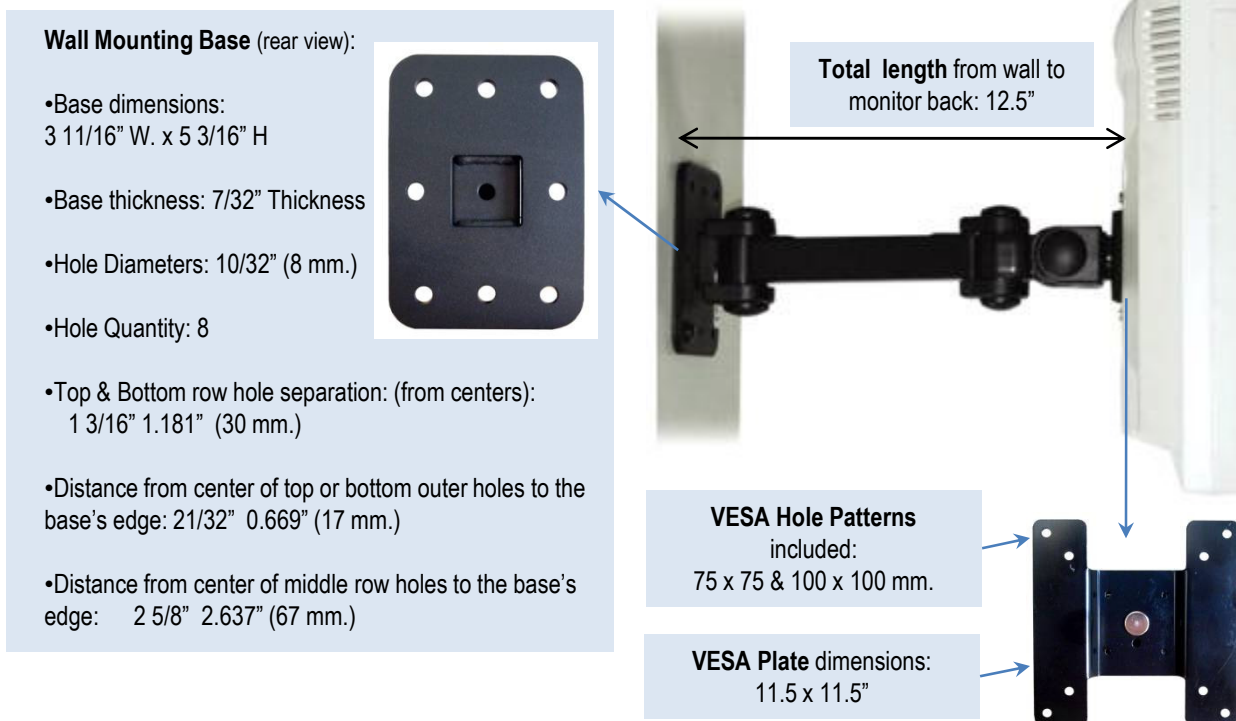 Wall Mounting Base (rear view):
•Base dimensions:
3 11/16” W. x 5 3/16” H
•Base thickness: 7/32” Thickness
•Hole Diameters: 10/32” (8 mm.)
•Hole Quantity: 8
•Top & Bottom row hole separation: (from centers):
1 3/16” 1.181” (30 mm.)
•Distance from center of top or bottom outer holes to the
base’s edge: 21/32” 0.669” (17 mm.)
•Distance from center of middle row holes to the base’s
edge: 2 5/8” 2.637” (67 mm.)
Total length from wall to
monitor back: 12.5”
VESA Hole Patterns
included:
75 x 75 & 100 x 100 mm.
VESA Plate dimensions:
11.5 x 11.5”